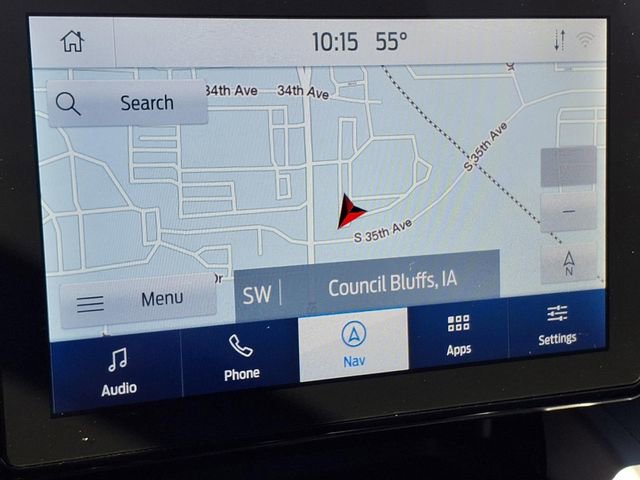 10:15 55°
Search
34th Ave 34th Ave
S 35th Ave
S 35th Ave
N
SW | Council Bluffs, IA
Menu
Audio
Phone
Nav
Apps
Settings